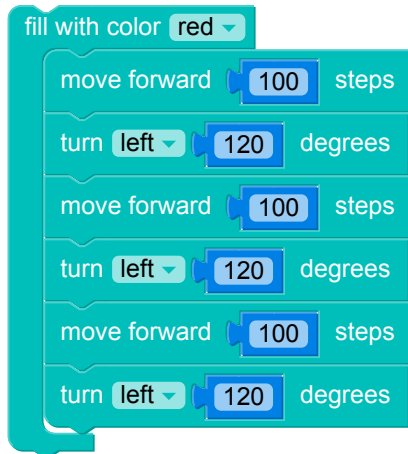 fill with color red
move forward 100 steps
turn left 120 degrees
move forward 100 steps
turn left 120 degrees
move forward 100 steps
turn left 120 degrees